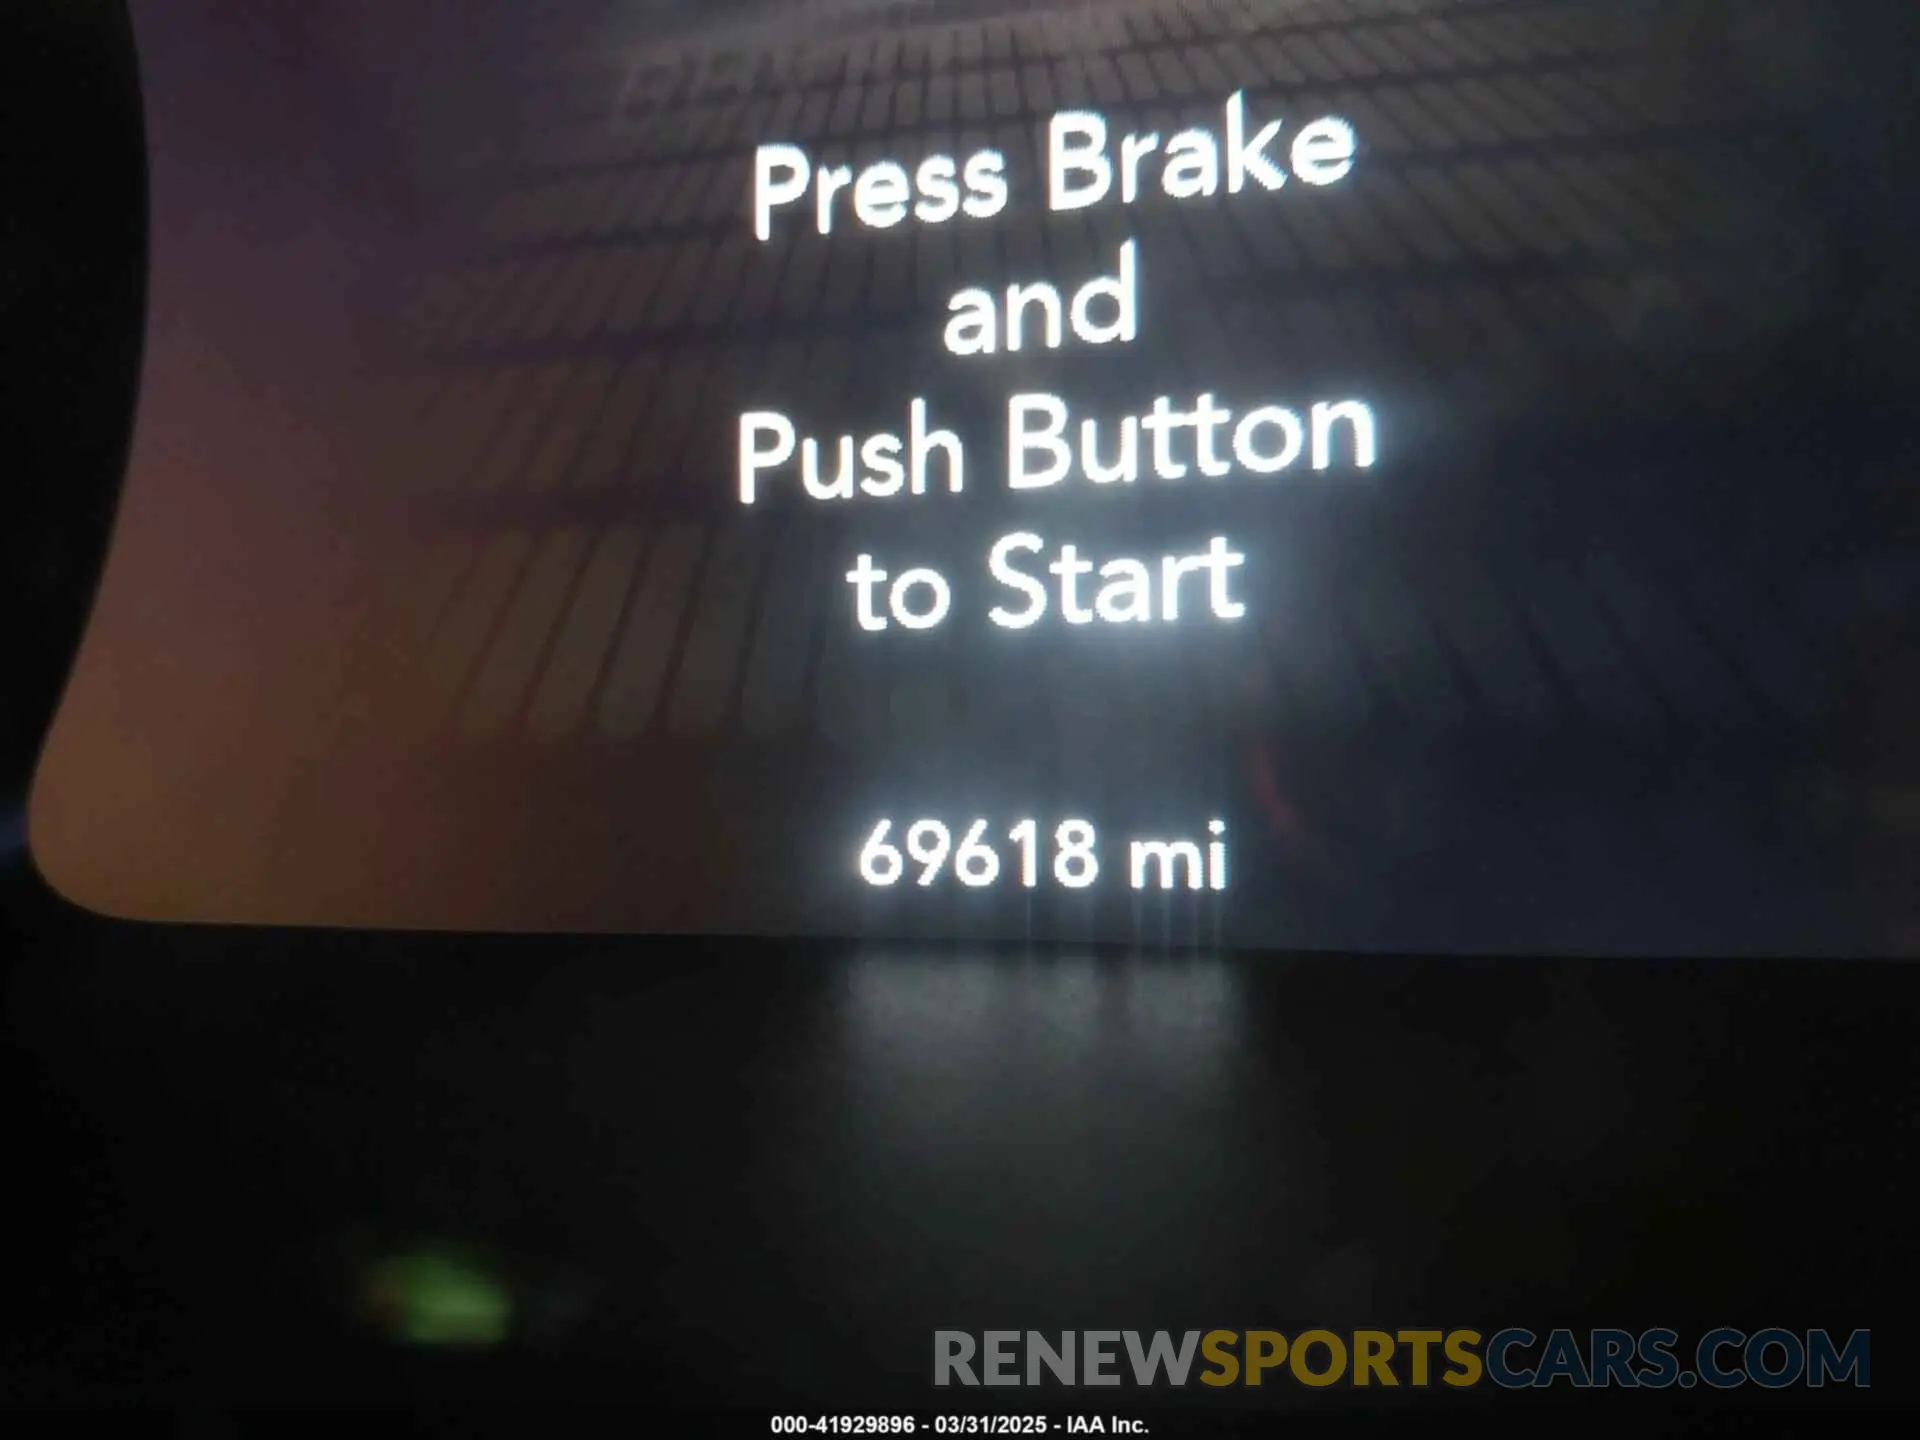 Press Brake
and
Push Button
to Start
69618 mi
RENEWSPORTSCARS.COM
000-41929896 - 03/31/2025 - IAA Inc.